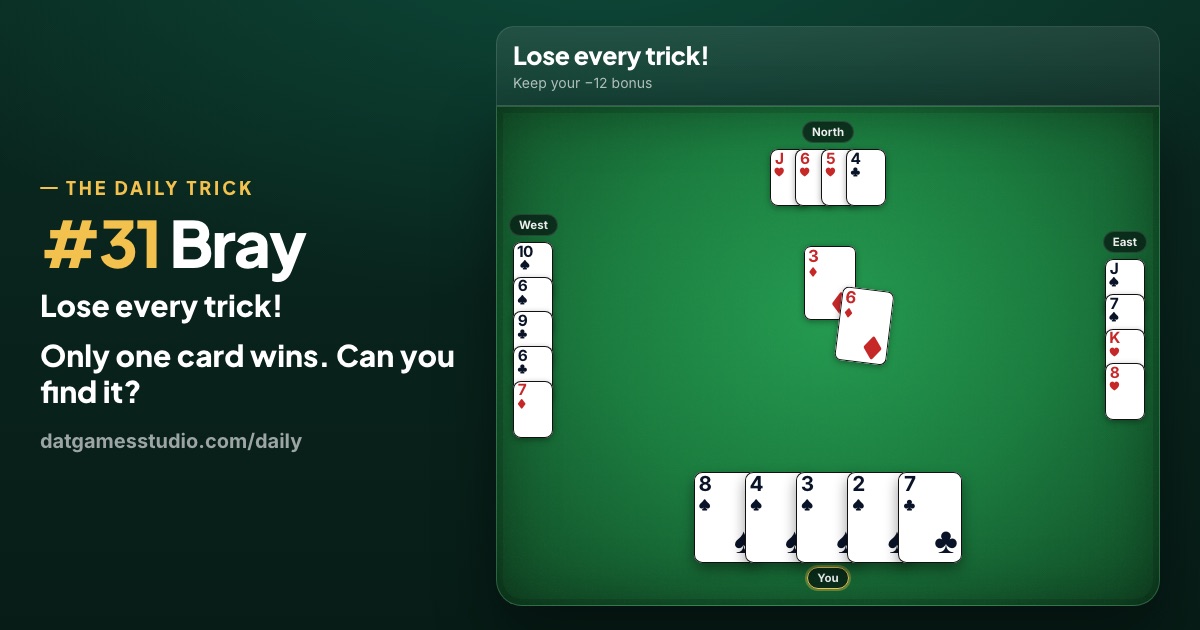 — THE DAILY TRICK
#31 Bray
Lose every trick!
Only one card wins. Can you
find it?
datgamesstudio.com/daily
Lose every trick!
Keep your −12 bonus
North
J♥ 6♥ 5♥ 4♣
West
10♠
6♠
9♣
6♣
7♦
3♦
6♦
East
J♠
7♠
K♥
8♥
8♠ 4♠ 3♠ 2♠ 7♣
You